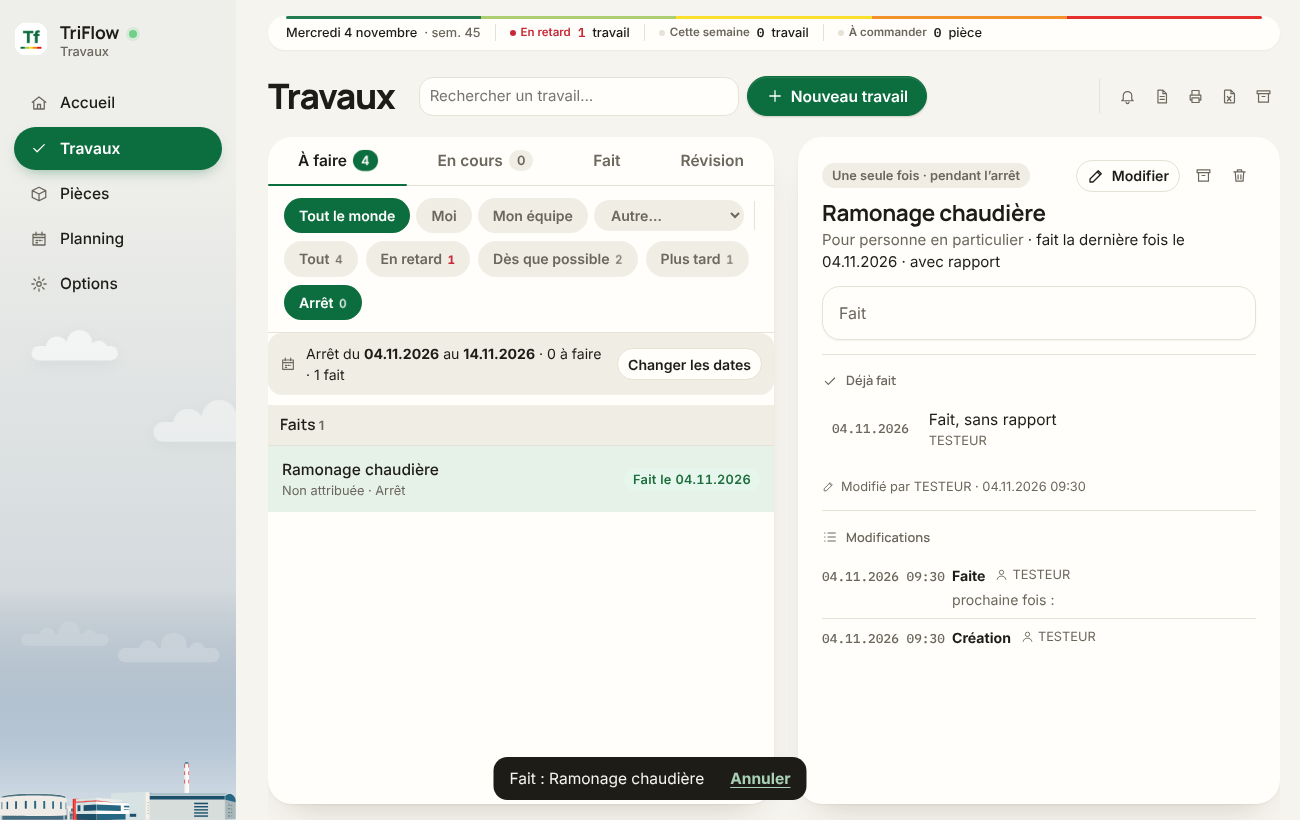 Tf
TriFlow
Travaux
Accueil
Travaux
Pièces
Planning
Options
Mercredi 4 novembre · sem. 45
En retard 1 travail
Cette semaine 0 travail
À commander 0 pièce
Travaux
Rechercher un travail...
+ Nouveau travail
À faire 4
En cours 0
Fait
Révision
Tout le monde
Moi
Mon équipe
Autre...
Tout 4
En retard 1
Dès que possible 2
Plus tard 1
Arrêt 0
Arrêt du 04.11.2026 au 14.11.2026 · 0 à faire
· 1 fait
Changer les dates
Faits 1
Ramonage chaudière
Non attribuée · Arrêt
Fait le 04.11.2026
Une seule fois · pendant l’arrêt
Modifier
Ramonage chaudière
Pour personne en particulier · fait la dernière fois le
04.11.2026 · avec rapport
Fait
Déjà fait
04.11.2026
Fait, sans rapport
TESTEUR
Modifié par TESTEUR · 04.11.2026 09:30
Modifications
04.11.2026 09:30 Faite TESTEUR
prochaine fois :
04.11.2026 09:30 Création TESTEUR
Fait : Ramonage chaudière Annuler